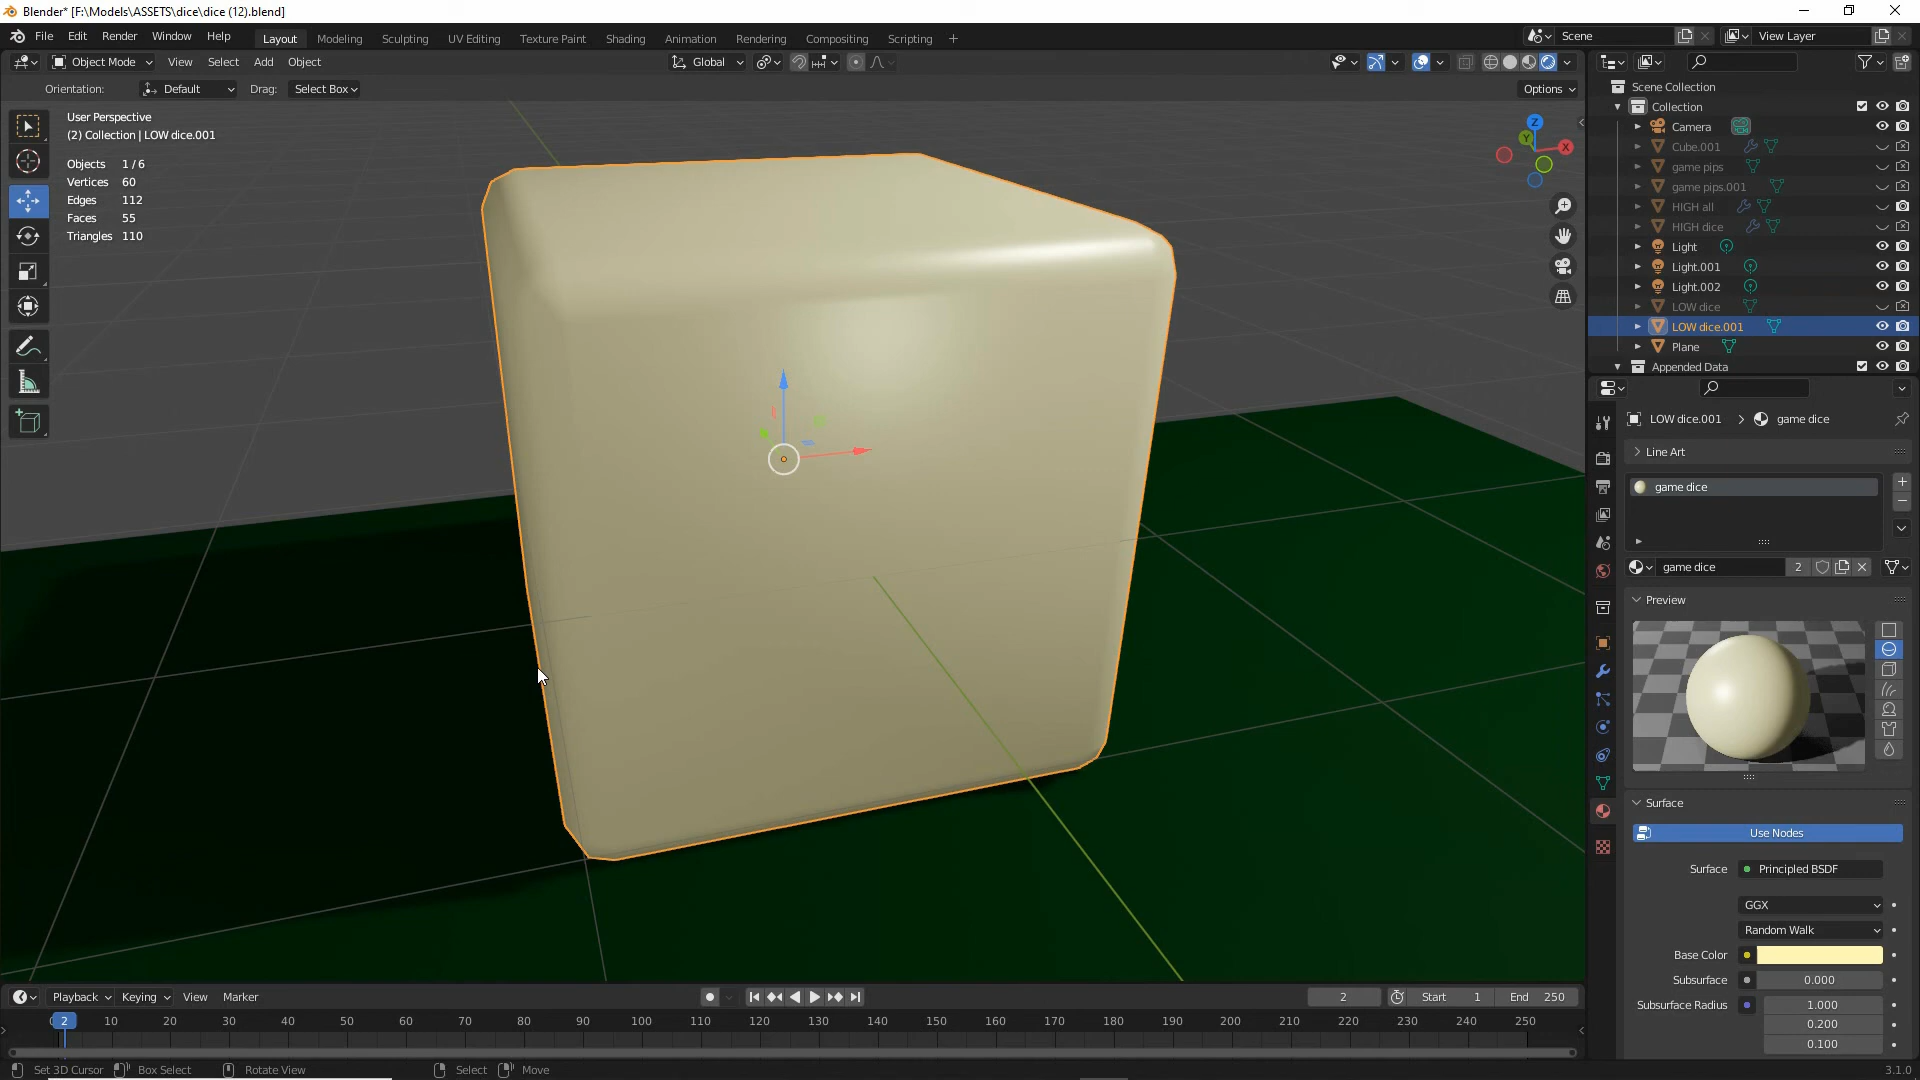 Blender* [F:\Models\ASSETS\dice\dice (12).blend]
File Edit Render Window Help
Layout Modeling Sculpting UV Editing Texture Paint Shading Animation Rendering Compositing Scripting
Scene View Layer
Object Mode View Select Add Object
Global
Orientation: Default Drag: Select Box
Options
User Perspective
(2) Collection | LOW dice.001
Objects 1 / 6
Vertices 60
Edges 112
Faces 55
Triangles 110
Z
Y
X
Scene Collection
Collection
Camera
Cube.001
game pips
game pips.001
HIGH all
HIGH dice
Light
Light.001
Light.002
LOW dice
LOW dice.001
Plane
Appended Data
LOW dice.001 > game dice
Line Art
game dice
game dice 2
Preview
Surface
Use Nodes
Surface Principled BSDF
GGX
Random Walk
Base Color
Subsurface 0.000
Subsurface Radius 1.000
0.200
0.100
Playback Keying View Marker
2 Start 1 End 250
2 10 20 30 40 50 60 70 80 90 100 110 120 130 140 150 160 170 180 190 200 210 220 230 240 250
Set 3D Cursor Box Select Rotate View Select Move
3.1.0